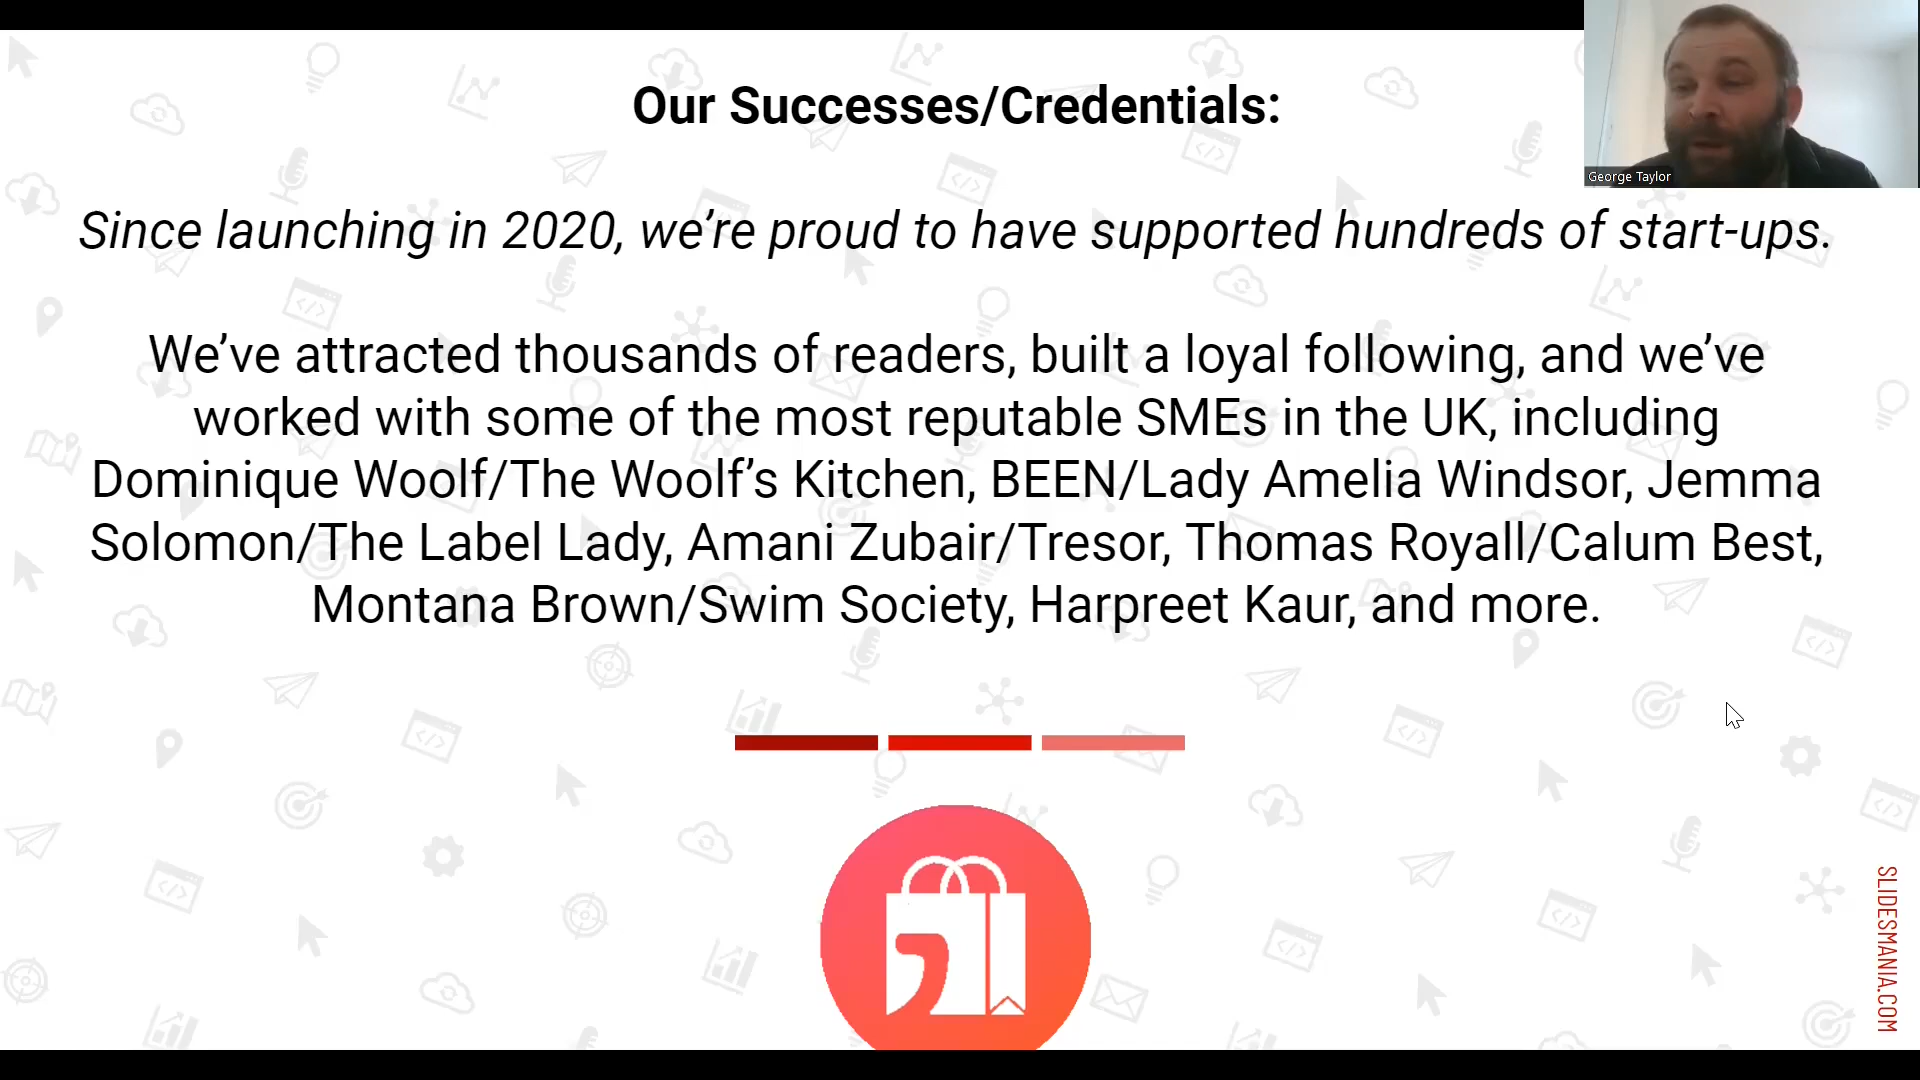 Our Successes/Credentials:
George Taylor
Since launching in 2020, we’re proud to have supported hundreds of start-ups.
We’ve attracted thousands of readers, built a loyal following, and we’ve
worked with some of the most reputable SMEs in the UK, including
Dominique Woolf/The Woolf’s Kitchen, BEEN/Lady Amelia Windsor, Jemma
Solomon/The Label Lady, Amani Zubair/Tresor, Thomas Royall/Calum Best,
Montana Brown/Swim Society, Harpreet Kaur, and more.
SLIDESMANIA.COM